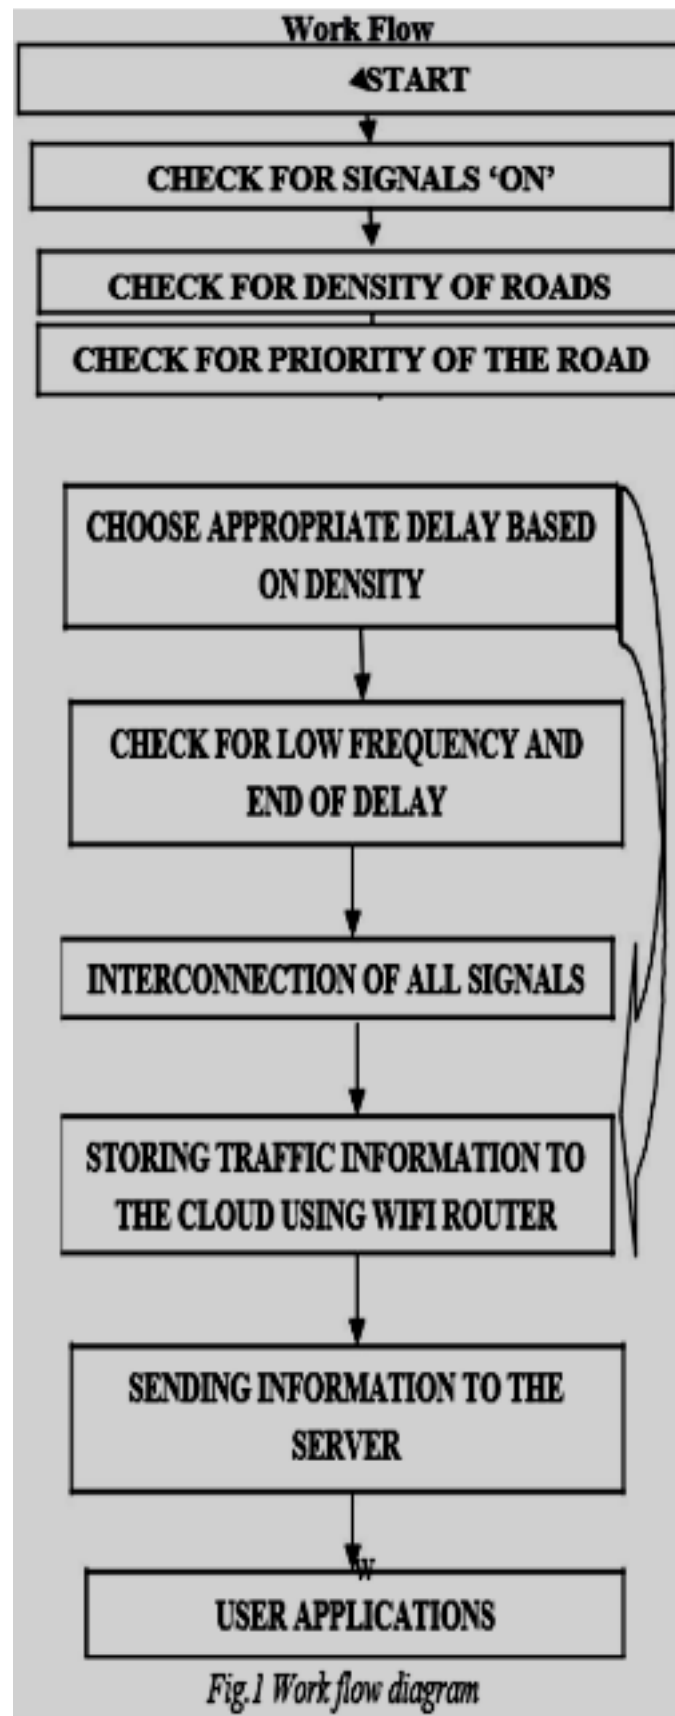 Work Flow
START
CHECK FOR SIGNALS ‘ON’
CHECK FOR DENSITY OF ROADS
CHECK FOR PRIORITY OF THE ROAD
CHOOSE APPROPRIATE DELAY BASED
ON DENSITY
CHECK FOR LOW FREQUENCY AND
END OF DELAY
INTERCONNECTION OF ALL SIGNALS
STORING TRAFFIC INFORMATION TO
THE CLOUD USING WIFI ROUTER
SENDING INFORMATION TO THE
SERVER
W
USER APPLICATIONS
Fig.1 Work flow diagram